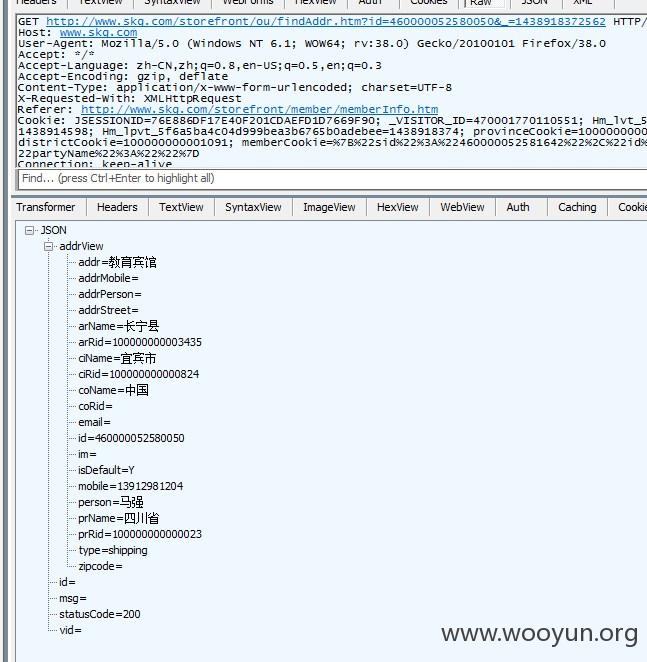 Headers TextView SyntaxView WebForms HexView Auth Cookies Raw JSON XML
GET http://www.skg.com/storefront/ou/findAddr.htm?id=460000052580050&_=1438918372562 HTTP/
Host: www.skg.com
User-Agent: Mozilla/5.0 (Windows NT 6.1; WOW64; rv:38.0) Gecko/20100101 Firefox/38.0
Accept: */*
Accept-Language: zh-CN,zh;q=0.8,en-US;q=0.5,en;q=0.3
Accept-Encoding: gzip, deflate
Content-Type: application/x-www-form-urlencoded; charset=UTF-8
X-Requested-With: XMLHttpRequest
Referer: http://www.skg.com/storefront/member/memberInfo.htm
Cookie: JSESSIONID=76E886DF17E40F201CDAEFD1D7669F90; _VISITOR_ID=470001770110551; Hm_lvt_5
1438914598; Hm_lpvt_5f6a5ba4c04d999bea3b6765b0adebee=1438918374; provinceCookie=10000000
districtCookie=100000000001091; memberCookie=%7B%22sid%22%3A%2246000005258​1642%22%2C%22id%
22partyName%22%3A%22%22%7D
Connection: keep-alive
Find... (press Ctrl+Enter to highlight all)
Transformer Headers TextView SyntaxView ImageView HexView WebView Auth Caching Cookie
JSON
addrView
addr=教育宾馆
addrMobile=
addrPerson=
addrStreet=
arName=长宁县
arRid=100000000003435
ciName=宜宾市
ciRid=100000000000824
coName=中国
coRid=
email=
id=460000052580050
im=
isDefault=Y
mobile=13912981204
person=马强
prName=四川省
prRid=100000000000023
type=shipping
zipcode=
id=
msg=
statusCode=200
vid=
www.wooyun.org